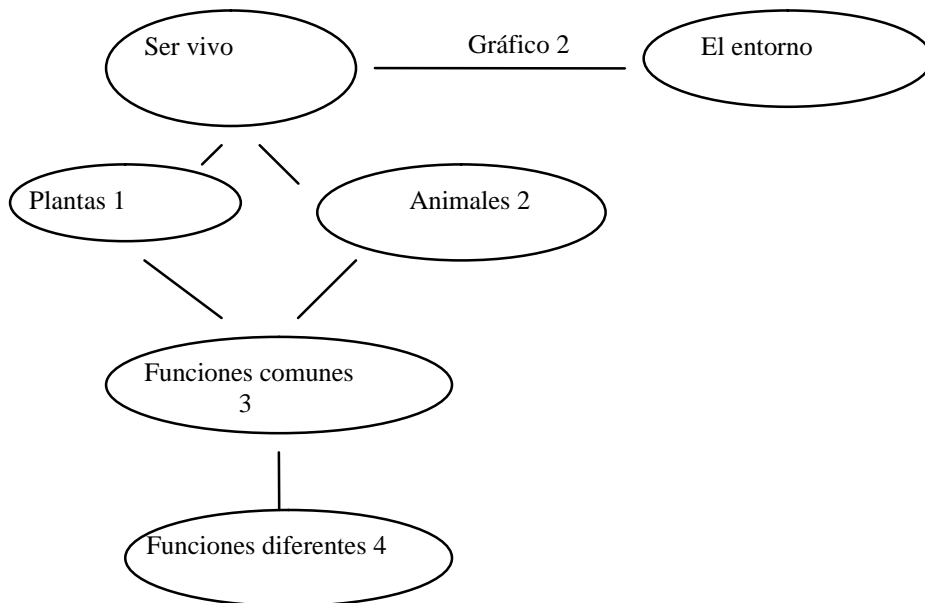 Ser vivo
Gráfico 2
El entorno
Plantas 1
Animales 2
Funciones comunes
3
Funciones diferentes 4